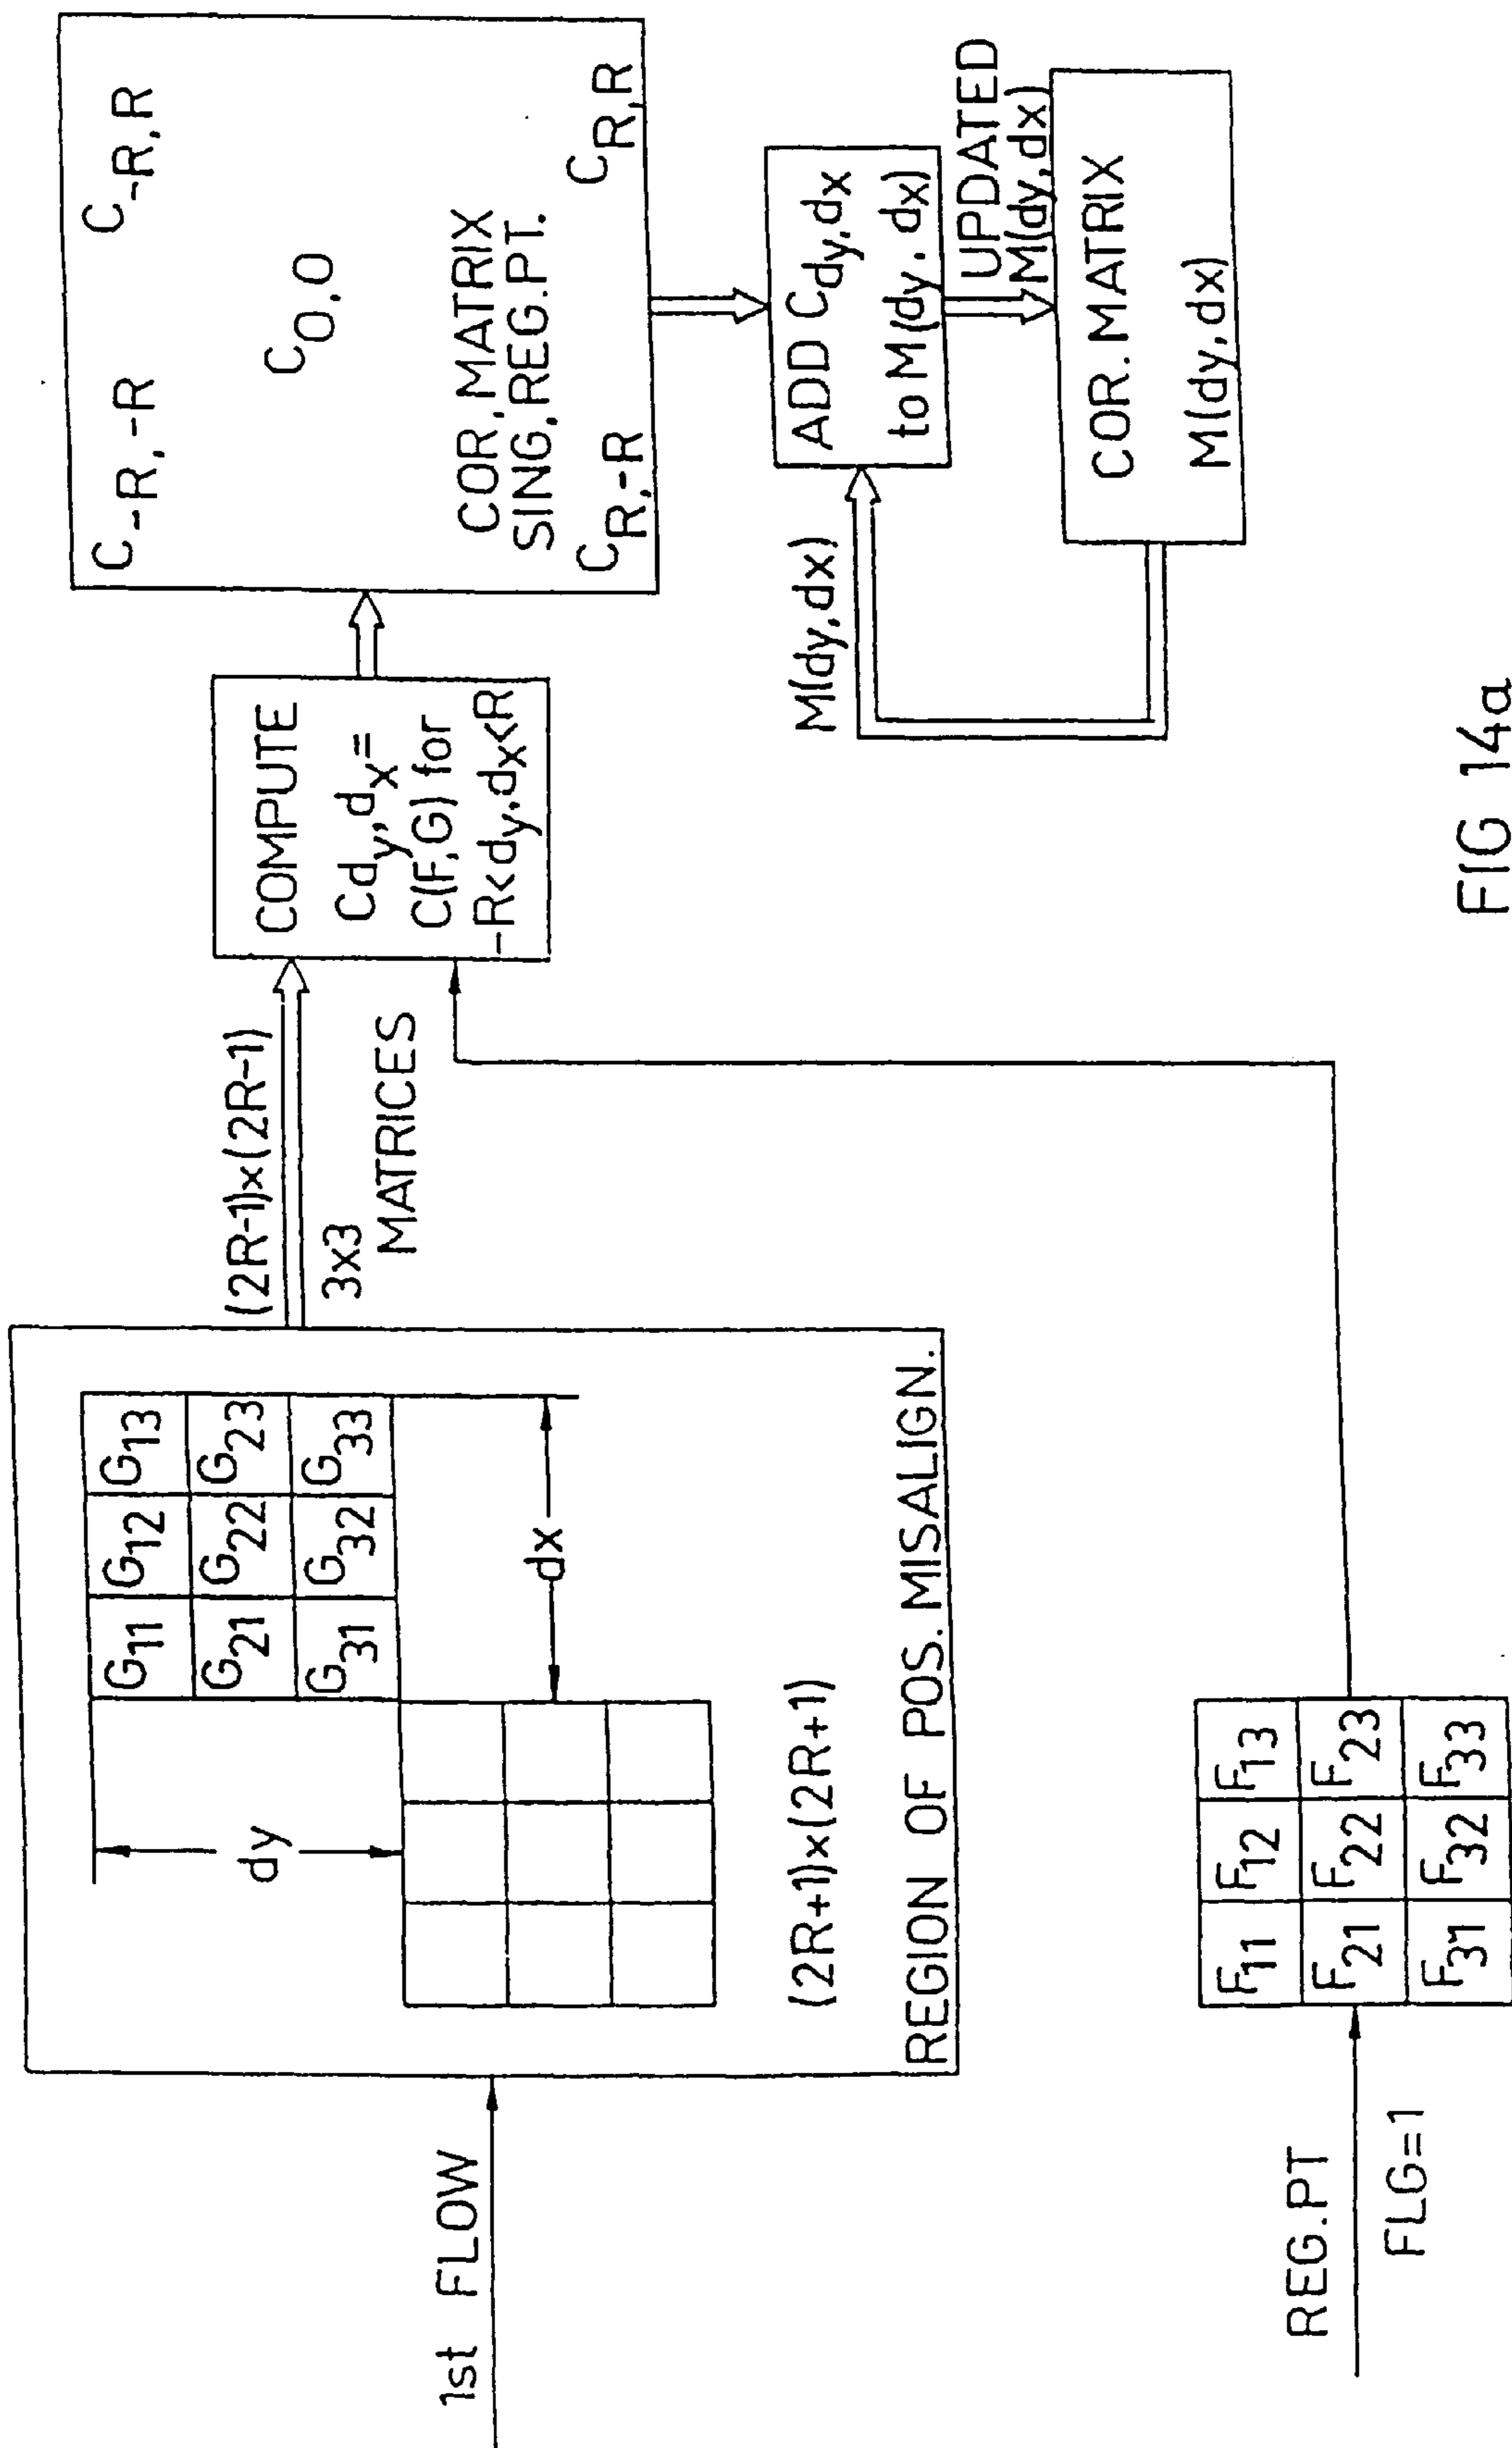 1st FLOW
dy
G11 G12 G13
G21 G22 G23
G31 G32 G33
dx
(2R+1)×(2R+1)
REGION OF POS. MISALIGN.
(2R-1)×(2R-1)
3x3
MATRICES
REG.PT
FLG=1
F11 F12 F13
F21 F22 F23
F31 F32 F33
COMPUTE
Cdy,dx=
C(F,G) for
-R<dy,dx<R
C-R,-R C-R,R
C0,0
COR,MATRIX
SING,REG.PT.
CR,-R CR,R
M(dy,dx)
ADD Cdy,dx
to M(dy,dx)
UPDATED
M(dy,dx)
COR.MATRIX
M(dy,dx)
FIG 14a